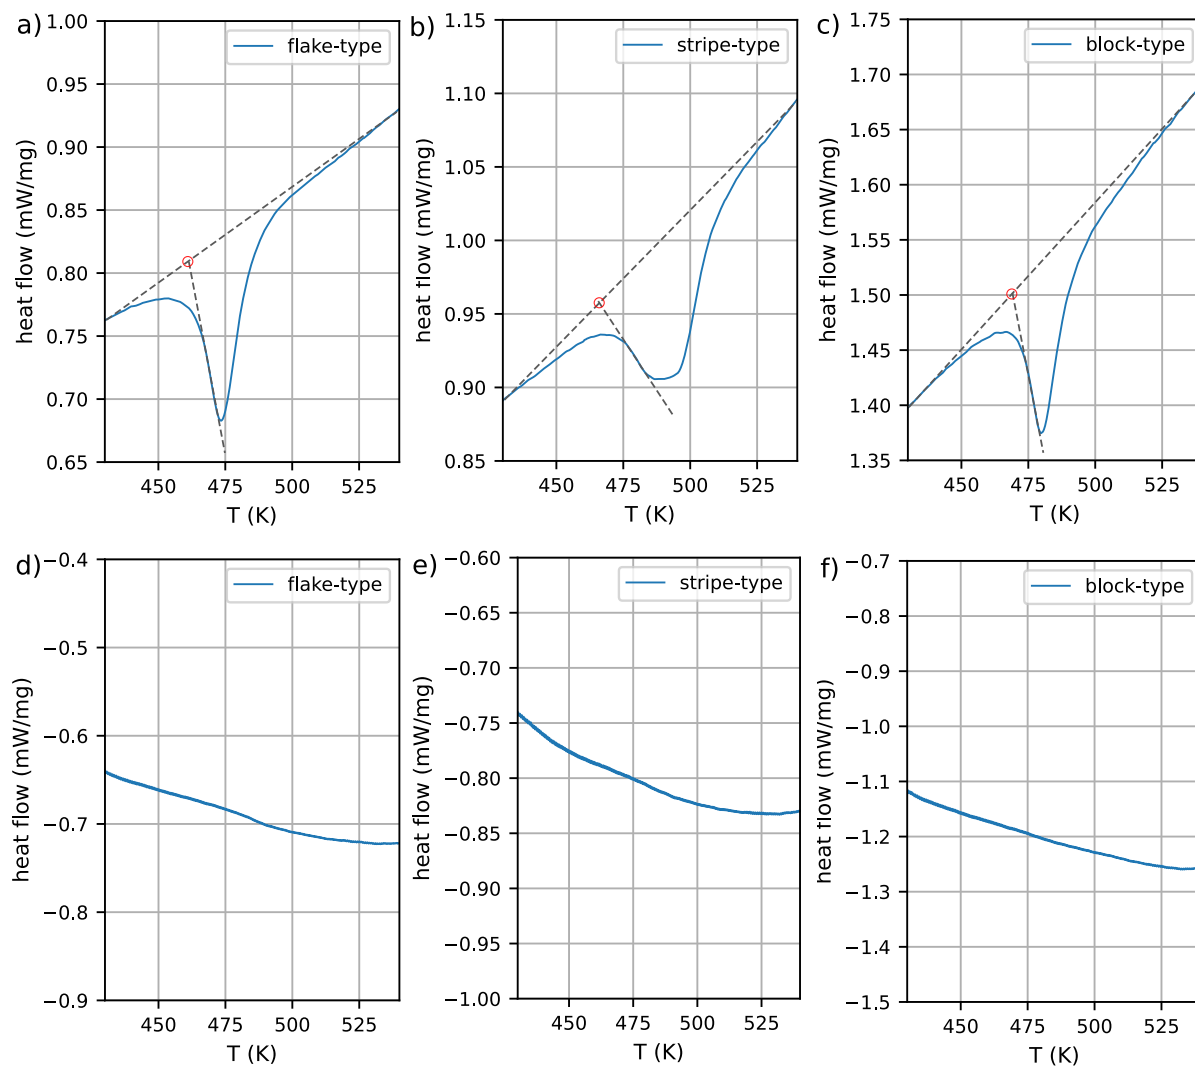 a)
flake-type
heat flow (mW/mg)
1.00
0.95
0.90
0.85
0.80
0.75
0.70
0.65
450 475 500 525
T (K)
b)
stripe-type
heat flow (mW/mg)
1.15
1.10
1.05
1.00
0.95
0.90
0.85
450 475 500 525
T (K)
c)
block-type
heat flow (mW/mg)
1.75
1.70
1.65
1.60
1.55
1.50
1.45
1.40
1.35
450 475 500 525
T (K)
d)
flake-type
heat flow (mW/mg)
−0.4
−0.5
−0.6
−0.7
−0.8
−0.9
450 475 500 525
T (K)
e)
stripe-type
heat flow (mW/mg)
−0.60
−0.65
−0.70
−0.75
−0.80
−0.85
−0.90
−0.95
−1.00
450 475 500 525
T (K)
f)
block-type
heat flow (mW/mg)
−0.7
−0.8
−0.9
−1.0
−1.1
−1.2
−1.3
−1.4
−1.5
450 475 500 525
T (K)